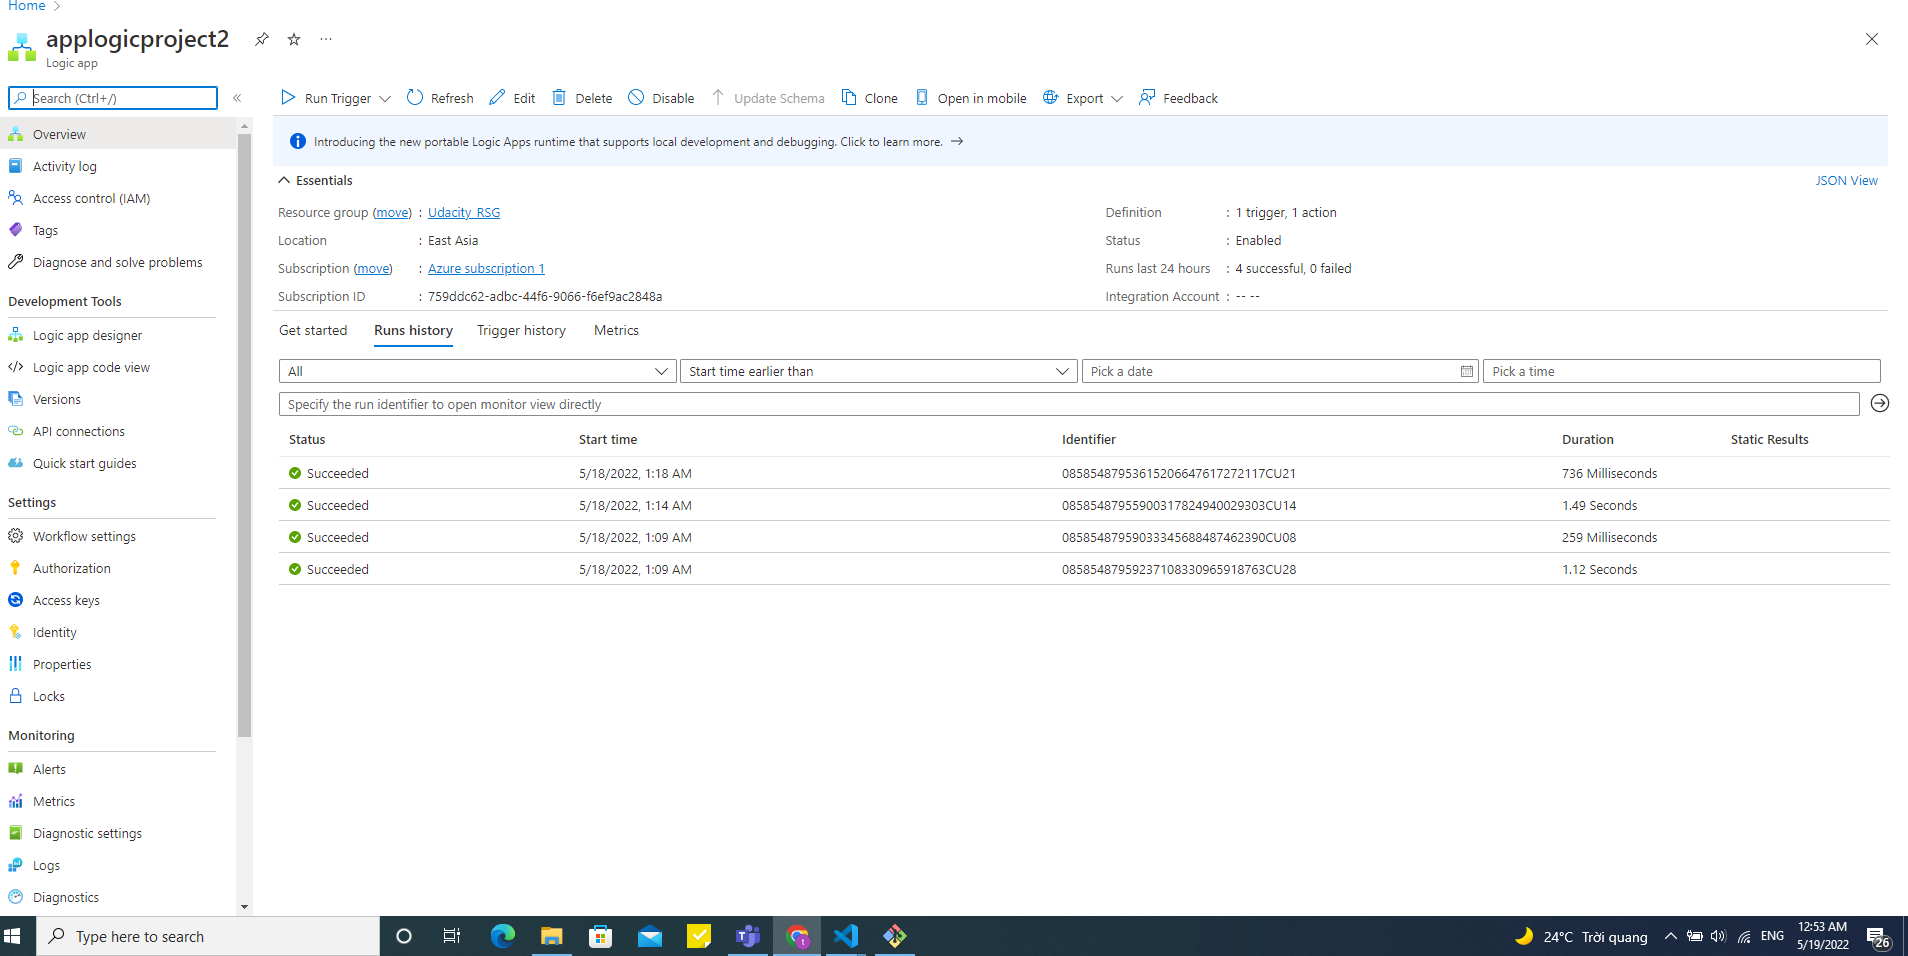 Home
applogicproject2
Logic app
Search (Ctrl+/)
Overview
Activity log
Access control (IAM)
Tags
Diagnose and solve problems
Development Tools
Logic app designer
Logic app code view
Versions
API connections
Quick start guides
Settings
Workflow settings
Authorization
Access keys
Identity
Properties
Locks
Monitoring
Alerts
Metrics
Diagnostic settings
Logs
Diagnostics
Run Trigger Refresh Edit Delete Disable Update Schema Clone Open in mobile Export Feedback
Introducing the new portable Logic Apps runtime that supports local development and debugging. Click to learn more. →
Essentials JSON View
Resource group (move) : Udacity_RSG Definition : 1 trigger, 1 action
Location : East Asia Status : Enabled
Subscription (move) : Azure subscription 1 Runs last 24 hours : 4 successful, 0 failed
Subscription ID : 759ddc62-adbc-44f6-9066-f6ef9ac2848a Integration Account : -- --
Get started Runs history Trigger history Metrics
All Start time earlier than Pick a date Pick a time
Specify the run identifier to open monitor view directly
Status Start time Identifier Duration Static Results
Succeeded 5/18/2022, 1:18 AM 08585487953615206647617272117CU21 736 Milliseconds
Succeeded 5/18/2022, 1:14 AM 08585487955900317824940029303CU14 1.49 Seconds
Succeeded 5/18/2022, 1:09 AM 08585487959033345688487462390CU08 259 Milliseconds
Succeeded 5/18/2022, 1:09 AM 08585487959237108330965918763CU28 1.12 Seconds
Type here to search
24°C Trời quang ENG
12:53 AM
5/19/2022
26